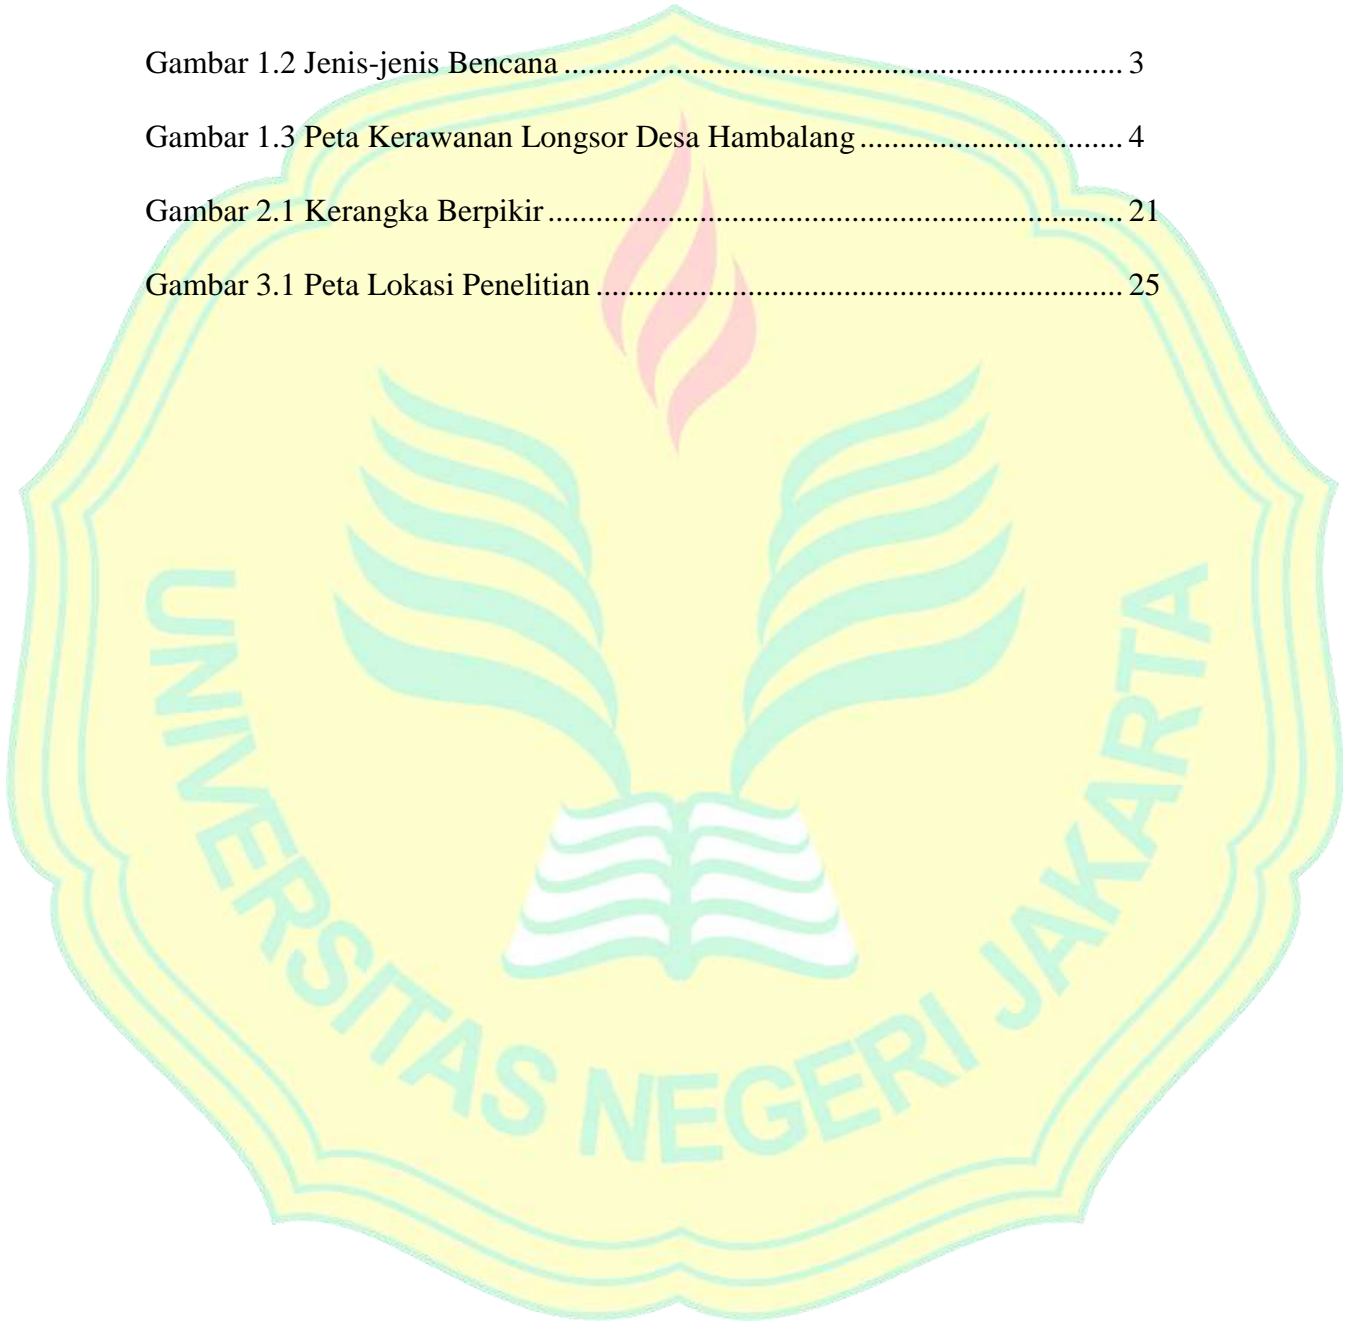 Gambar 1.2 Jenis-jenis Bencana ...................................................................... 3
Gambar 1.3 Peta Kerawanan Longsor Desa Hambalang ................................. 4
Gambar 2.1 Kerangka Berpikir ........................................................................ 21
Gambar 3.1 Peta Lokasi Penelitian .................................................................. 25
UNIVERSITAS NEGERI JAKARTA